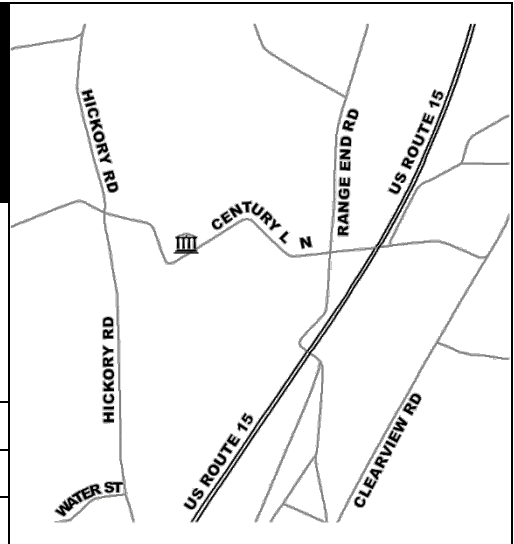 HICKORY RD
US ROUTE 15
RANGE END RD
CENTURY LN
HICKORY RD
US ROUTE 15
CLEARVIEW RD
WATER ST